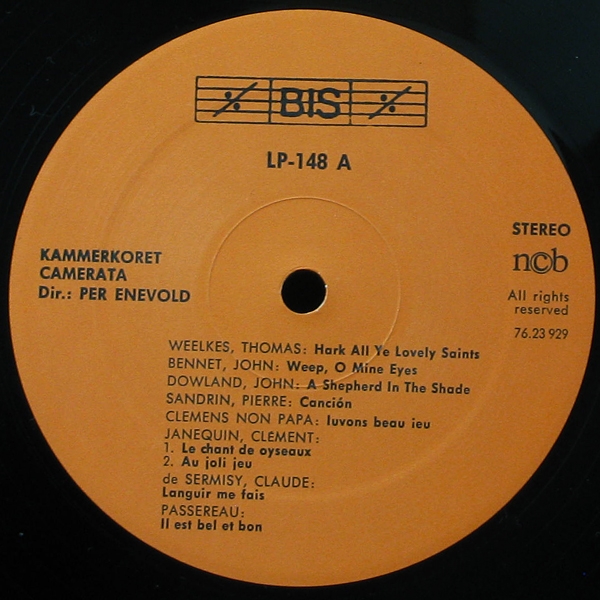 BIS
LP-148 A
STEREO
n©b
All rights
reserved
76.23 929
KAMMERKORET
CAMERATA
Dir.: PER ENEVOLD
WEELKES, THOMAS: Hark All Ye Lovely Saints
BENNET, JOHN: Weep, O Mine Eyes
DOWLAND, JOHN: A Shepherd In The Shade
SANDRIN, PIERRE: Canción
CLEMENS NON PAPA: Iuvons beau ieu
JANEQUIN, CLÉMENT:
1. Le chant de oyseaux
2. Au joli jeu
de SERMISY, CLAUDE:
Languir me fais
PASSEREAU:
Il est bel et bon